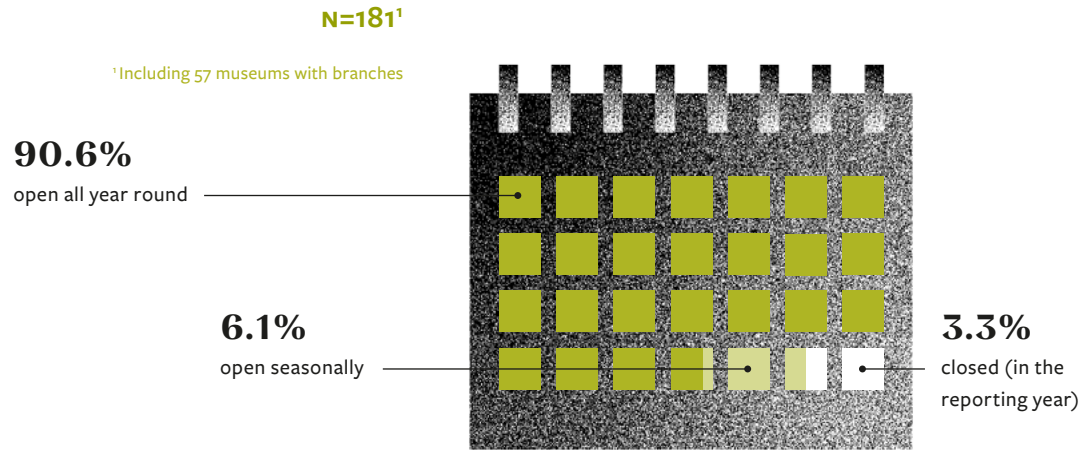 N=181¹
¹ Including 57 museums with branches
90.6%
open all year round
6.1%
open seasonally
3.3%
closed (in the
reporting year)